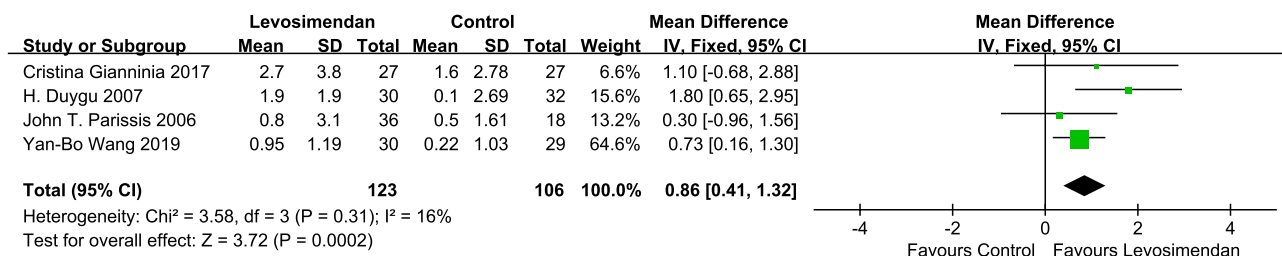 Levosimendan Control Mean Difference Mean Difference
Study or Subgroup Mean SD Total Mean SD Total Weight IV, Fixed, 95% CI IV, Fixed, 95% CI
Cristina Gianninia 2017 2.7 3.8 27 1.6 2.78 27 6.6% 1.10 [-0.68, 2.88]
H. Duygu 2007 1.9 1.9 30 0.1 2.69 32 15.6% 1.80 [0.65, 2.95]
John T. Parissis 2006 0.8 3.1 36 0.5 1.61 18 13.2% 0.30 [-0.96, 1.56]
Yan-Bo Wang 2019 0.95 1.19 30 0.22 1.03 29 64.6% 0.73 [0.16, 1.30]
Total (95% CI) 123 106 100.0% 0.86 [0.41, 1.32]
Heterogeneity: Chi² = 3.58, df = 3 (P = 0.31); I² = 16%
Test for overall effect: Z = 3.72 (P = 0.0002)
-4 -2 0 2 4
Favours Control Favours Levosimendan